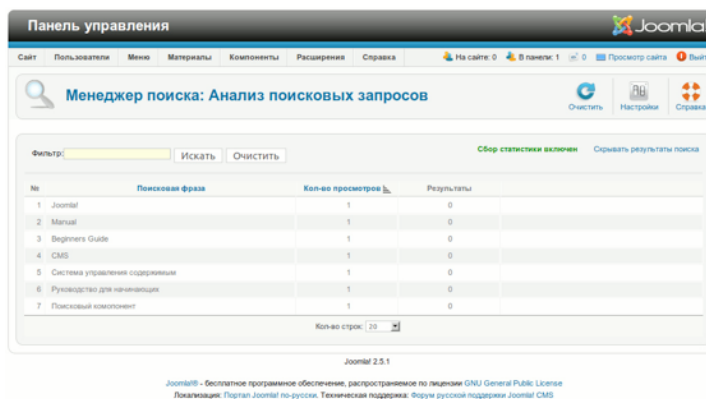 Панель управления
Joomla
Сайт Пользователи Меню Материалы Компоненты Расширения Справка На сайте: 0 В панели: 1 0 Просмотр сайта Выйт
Менеджер поиска: Анализ поисковых запросов
Очистить Настройки Справка
Фильтр: Искать Очистить Сбор статистики включен Скрывать результаты поиска
№ Поисковая фраза Кол-во просмотров Результаты
1 Joomla! 1 0
2 Manual 1 0
3 Beginners Guide 1 0
4 CMS 1 0
5 Система управления содержимым 1 0
6 Руководство для начинающих 1 0
7 Поисковый компонент 1 0
Кол-во строк: 20
Joomla! 2.5.1
Joomla!® - бесплатное программное обеспечение, распространяемое по лицензии GNU General Public License
Локализация: Портал Joomla! по-русски. Техническая поддержка: Форум русской поддержки Joomla! CMS